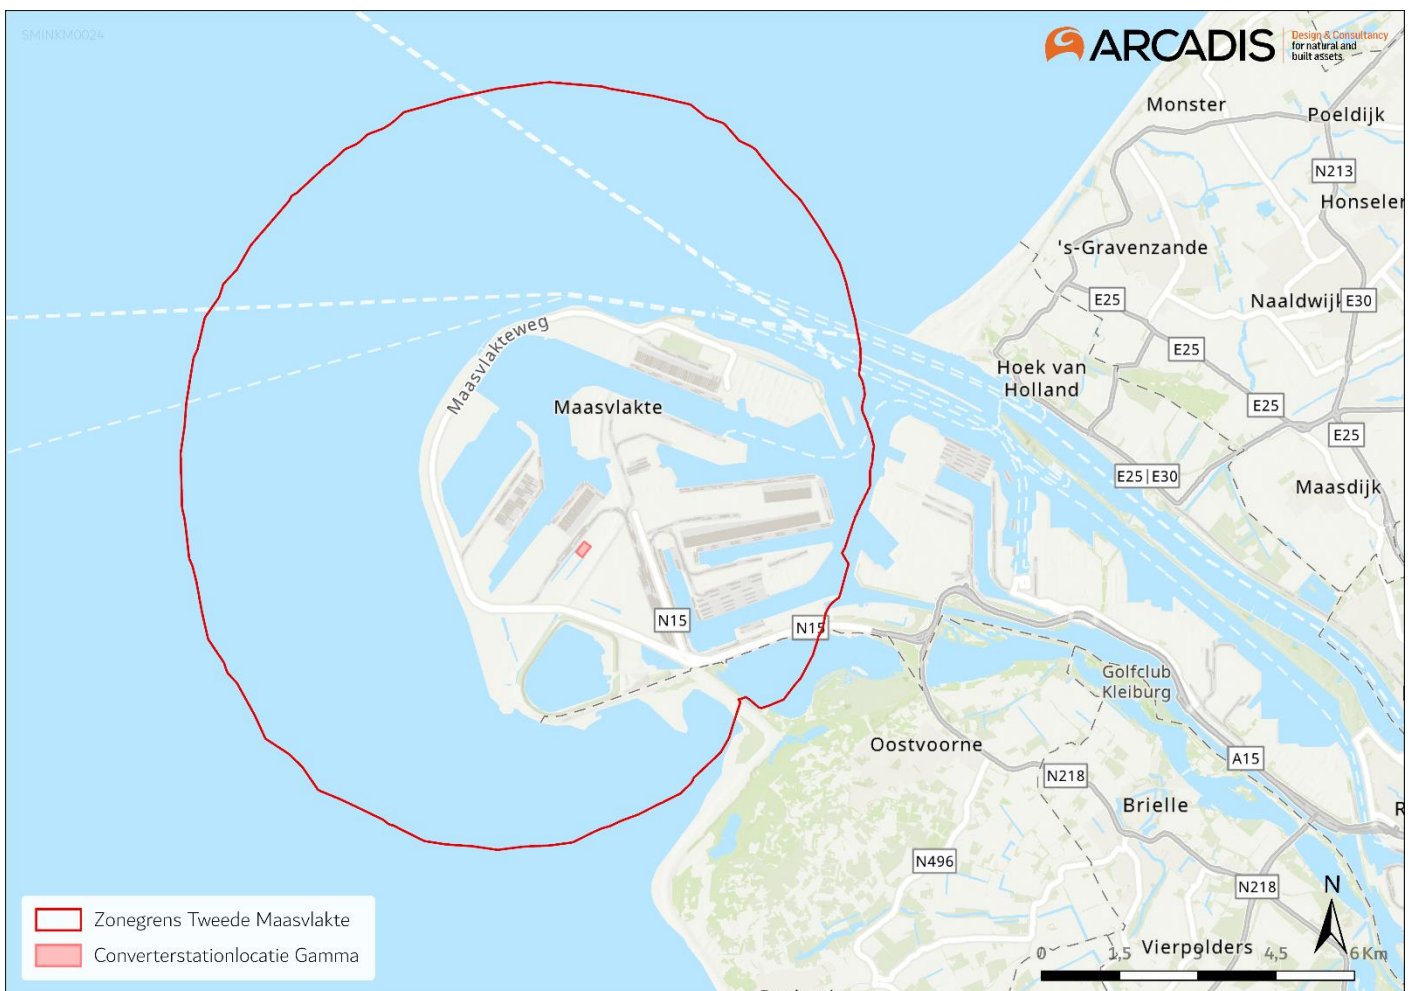 SMINKM0024
ARCADIS
Design & Consultancy
for natural and
built assets
Monster
Poeldijk
N213
Honseler
's-Gravenzande
E25
Naaldwijk
E30
Maasvlakteweg
E25
Hoek van
Holland
Maasvlakte
E25
E25
E25|E30
Maasdijk
N15
N15
Golfclub
Kleiburg
Oostvoorne
A15
N218
Brielle
R
N496
N218
N
Zonegrens Tweede Maasvlakte
Converterstationlocatie Gamma
Vierpolders
0 1,5 3 4,5 6 Km